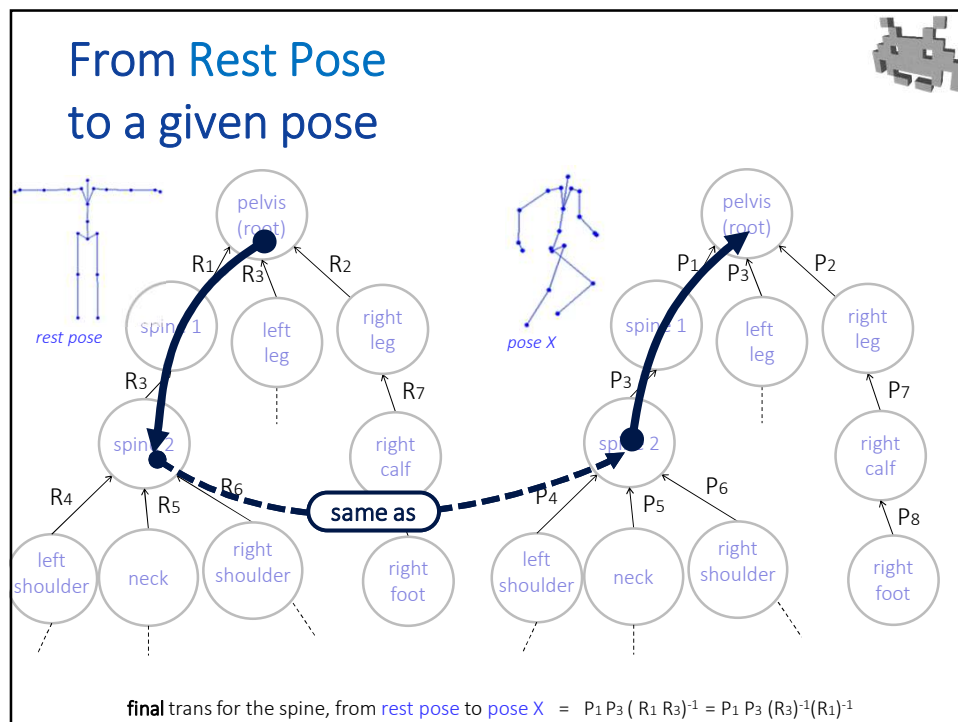 From Rest Pose
to a given pose
pelvis
(root)
R1
R3
R2
spine 1
left
leg
right
leg
rest pose
R3
R7
spine 2
right
calf
R4
R5
R6
left
shoulder
neck
right
shoulder
right
foot
same as
pelvis
(root)
P1
P3
P2
spine 1
left
leg
right
leg
pose X
P3
P7
spine 2
right
calf
P4
P5
P6
P8
left
shoulder
neck
right
shoulder
right
foot
final trans for the spine, from rest pose to pose X = P1 P3 ( R1 R3)-1 = P1 P3 (R3)-1(R1)-1